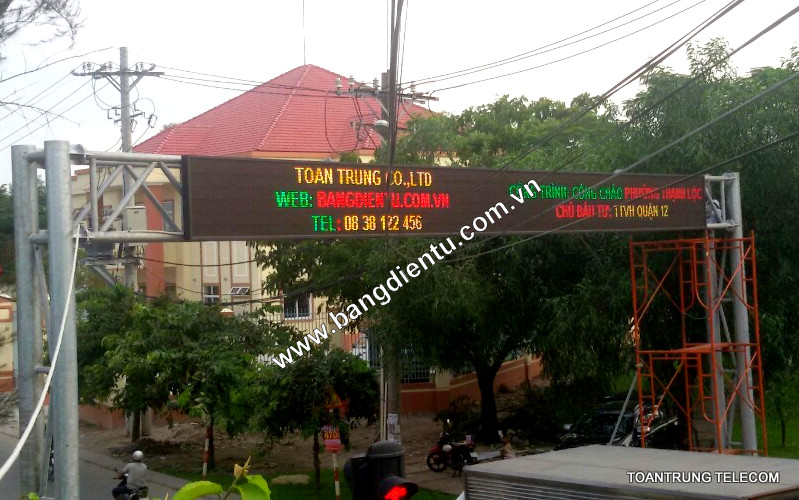 TOAN TRUNG CO.,LTD
WEB: BANGDIENTU.COM.VN
TEL: 08 38 122 456
CÔNG TRÌNH: CỔNG CHÀO PHƯỜNG THẠNH LỘC
CHỦ ĐẦU TƯ: TTVH QUẬN 12
www.bangdientu.com.vn
TOANTRUNG TELECOM